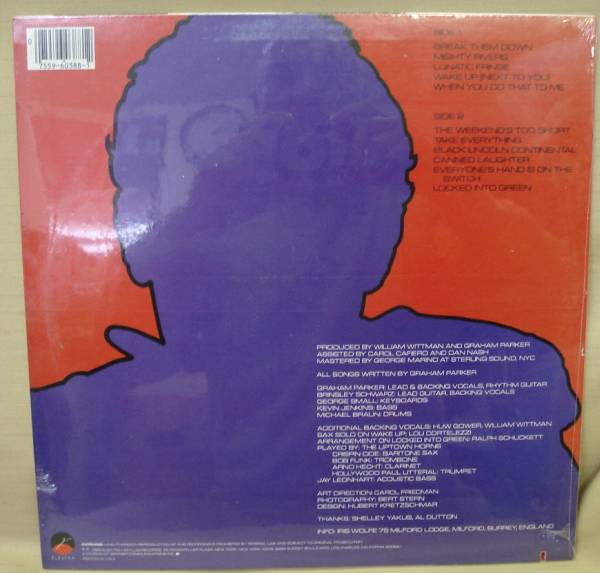 0
7559-60388-1
SIDE 1
BREAK THEM DOWN
MIGHTY RIVERS
LUNATIC FRINGE
WAKE UP (NEXT TO YOU)
WHEN YOU DO THAT TO ME
SIDE 2
THE WEEKEND'S TOO SHORT
TAKE EVERYTHING
BLACK LINCOLN CONTINENTAL
CANNED LAUGHTER
EVERYONE'S HAND IS ON THE
SWITCH
LOCKED INTO GREEN
PRODUCED BY WILLIAM WITTMAN AND GRAHAM PARKER
ASSISTED BY CAROL CAFIERO AND DAN NASH
MASTERED BY GEORGE MARINO AT STERLING SOUND, NYC
ALL SONGS WRITTEN BY GRAHAM PARKER
GRAHAM PARKER: LEAD & BACKING VOCALS, RHYTHM GUITAR
BRINSLEY SCHWARZ: LEAD GUITAR, BACKING VOCALS
GEORGE SMALL: KEYBOARDS
KEVIN JENKINS: BASS
MICHAEL BRAUN: DRUMS
ADDITIONAL BACKING VOCALS: HUW GOWER, WILLIAM WITTMAN
SAX SOLO ON WAKE UP: LOU CORTELEZZI
ARRANGEMENT ON LOCKED INTO GREEN: RALPH SCHUCKETT
PLAYED BY: THE UPTOWN HORNS
CRISPIN CIOE: BARITONE SAX
BOB FUNK: TROMBONE
ARNO HECHT: CLARINET
HOLLYWOOD PAUL LITTERAL: TRUMPET
JAY LEONHART: ACOUSTIC BASS
ART DIRECTION: CAROL FRIEDMAN
PHOTOGRAPHY: BERT STERN
DESIGN: HUBERT KRETZSCHMAR
THANKS: SHELLEY YAKUS, AL DUTTON
INFO: IRIS WOLFE 75 MILFORD LODGE, MILFORD, SURREY, ENGLAND
ELEKTRA